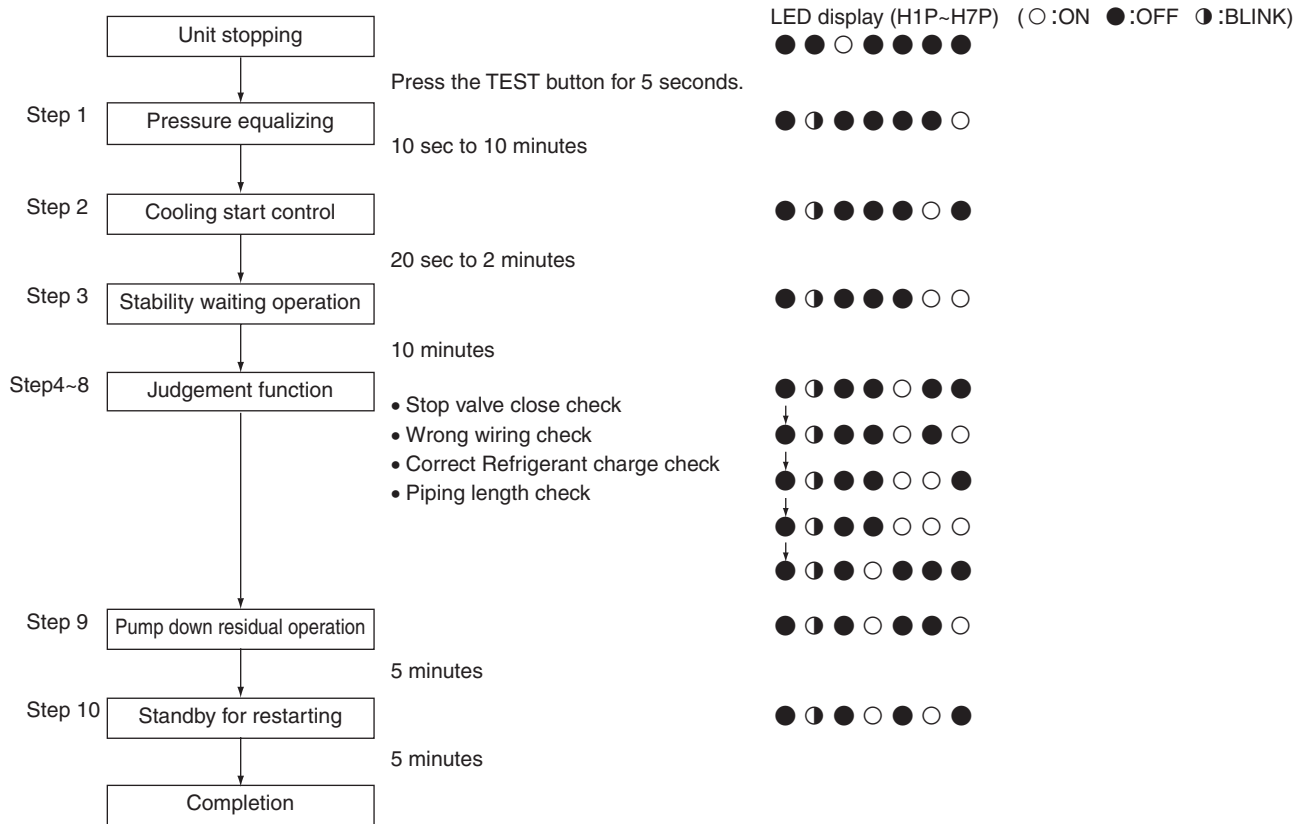 LED display (H1P~H7P) ( ○ :ON ● :OFF ◑ :BLINK)
Unit stopping
Press the TEST button for 5 seconds.
Step 1 Pressure equalizing
10 sec to 10 minutes
Step 2 Cooling start control
20 sec to 2 minutes
Step 3 Stability waiting operation
10 minutes
Step4~8 Judgement function
• Stop valve close check
• Wrong wiring check
• Correct Refrigerant charge check
• Piping length check
Step 9 Pump down residual operation
5 minutes
Step 10 Standby for restarting
5 minutes
Completion